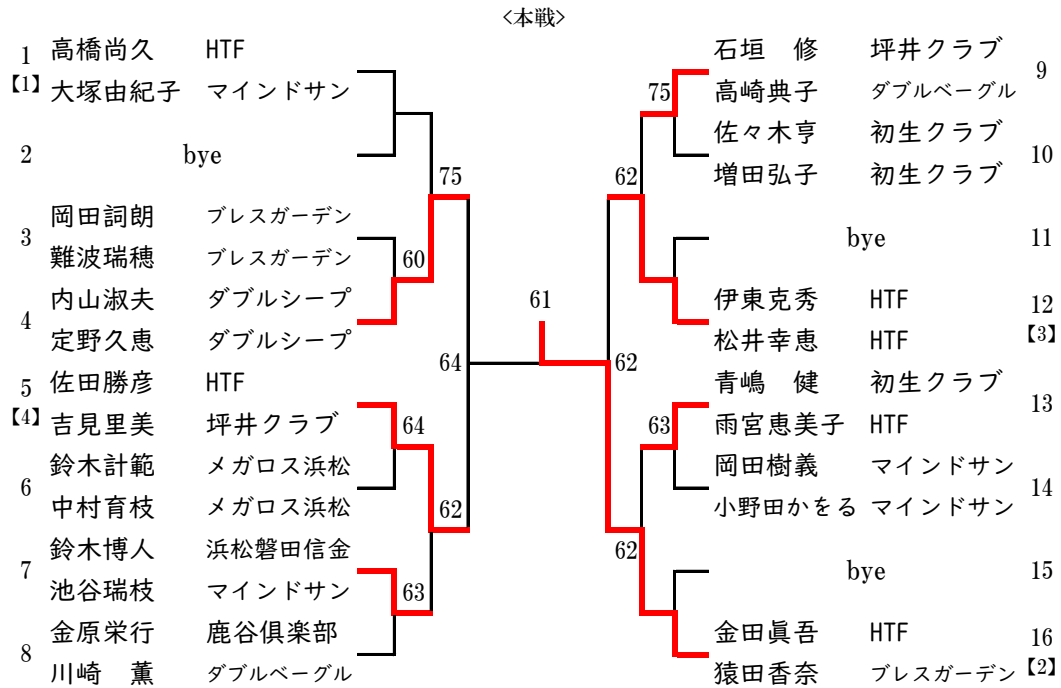 <本戦>
1 高橋尚久 HTF
【1】 大塚由紀子 マインドサン
2 bye
75
3 岡田詞朗 ブレスガーデン
難波瑞穂 ブレスガーデン
60
4 内山淑夫 ダブルシープ
定野久恵 ダブルシープ
64
5 佐田勝彦 HTF
【4】 吉見里美 坪井クラブ
64
6 鈴木計範 メガロス浜松
中村育枝 メガロス浜松
62
7 鈴木博人 浜松磐田信金
池谷瑞枝 マインドサン
63
8 金原栄行 鹿谷倶楽部
川崎 薫 ダブルベーグル
61
石垣 修 坪井クラブ 9
高崎典子 ダブルベーグル
75
佐々木亨 初生クラブ 10
増田弘子 初生クラブ
62
bye 11
伊東克秀 HTF 12
松井幸恵 HTF 【3】
62
青嶋 健 初生クラブ 13
雨宮恵美子 HTF
63
岡田樹義 マインドサン 14
小野田かをる マインドサン
62
bye 15
金田眞吾 HTF 16
猿田香奈 ブレスガーデン 【2】